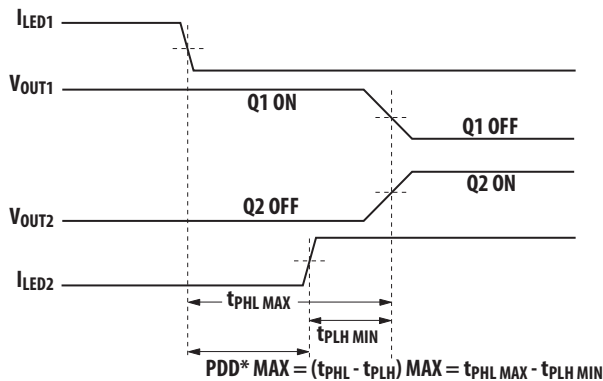 ILED1
VOUT1
Q1 ON
Q1 OFF
Q2 ON
Q2 OFF
VOUT2
ILED2
tPHL MAX
tPLH MIN
PDD* MAX = (tPHL - tPLH) MAX = tPHL MAX - tPLH MIN